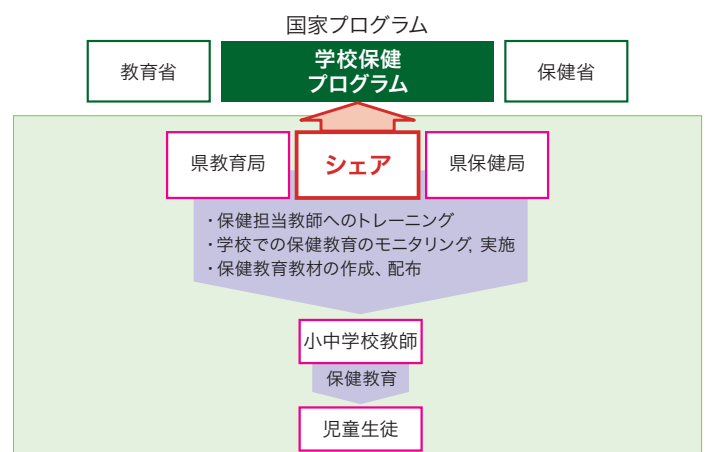 国家プログラム
教育省
学校保健
プログラム
保健省
県教育局
シェア
県保健局
・保健担当教師へのトレーニング
・学校での保健教育のモニタリング, 実施
・保健教育教材の作成、配布
小中学校教師
保健教育
児童生徒